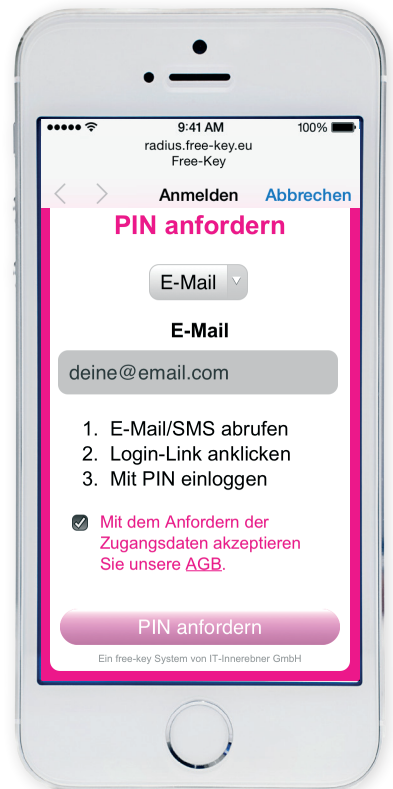 9:41 AM
100%
radius.free-key.eu
Free-Key
Anmelden
Abbrechen
PIN anfordern
E-Mail
E-Mail
deine@email.com
1. E-Mail/SMS abrufen
2. Login-Link anklicken
3. Mit PIN einloggen
Mit dem Anfordern der
Zugangsdaten akzeptieren
Sie unsere AGB.
PIN anfordern
Ein free-key System von IT-Innerebner GmbH